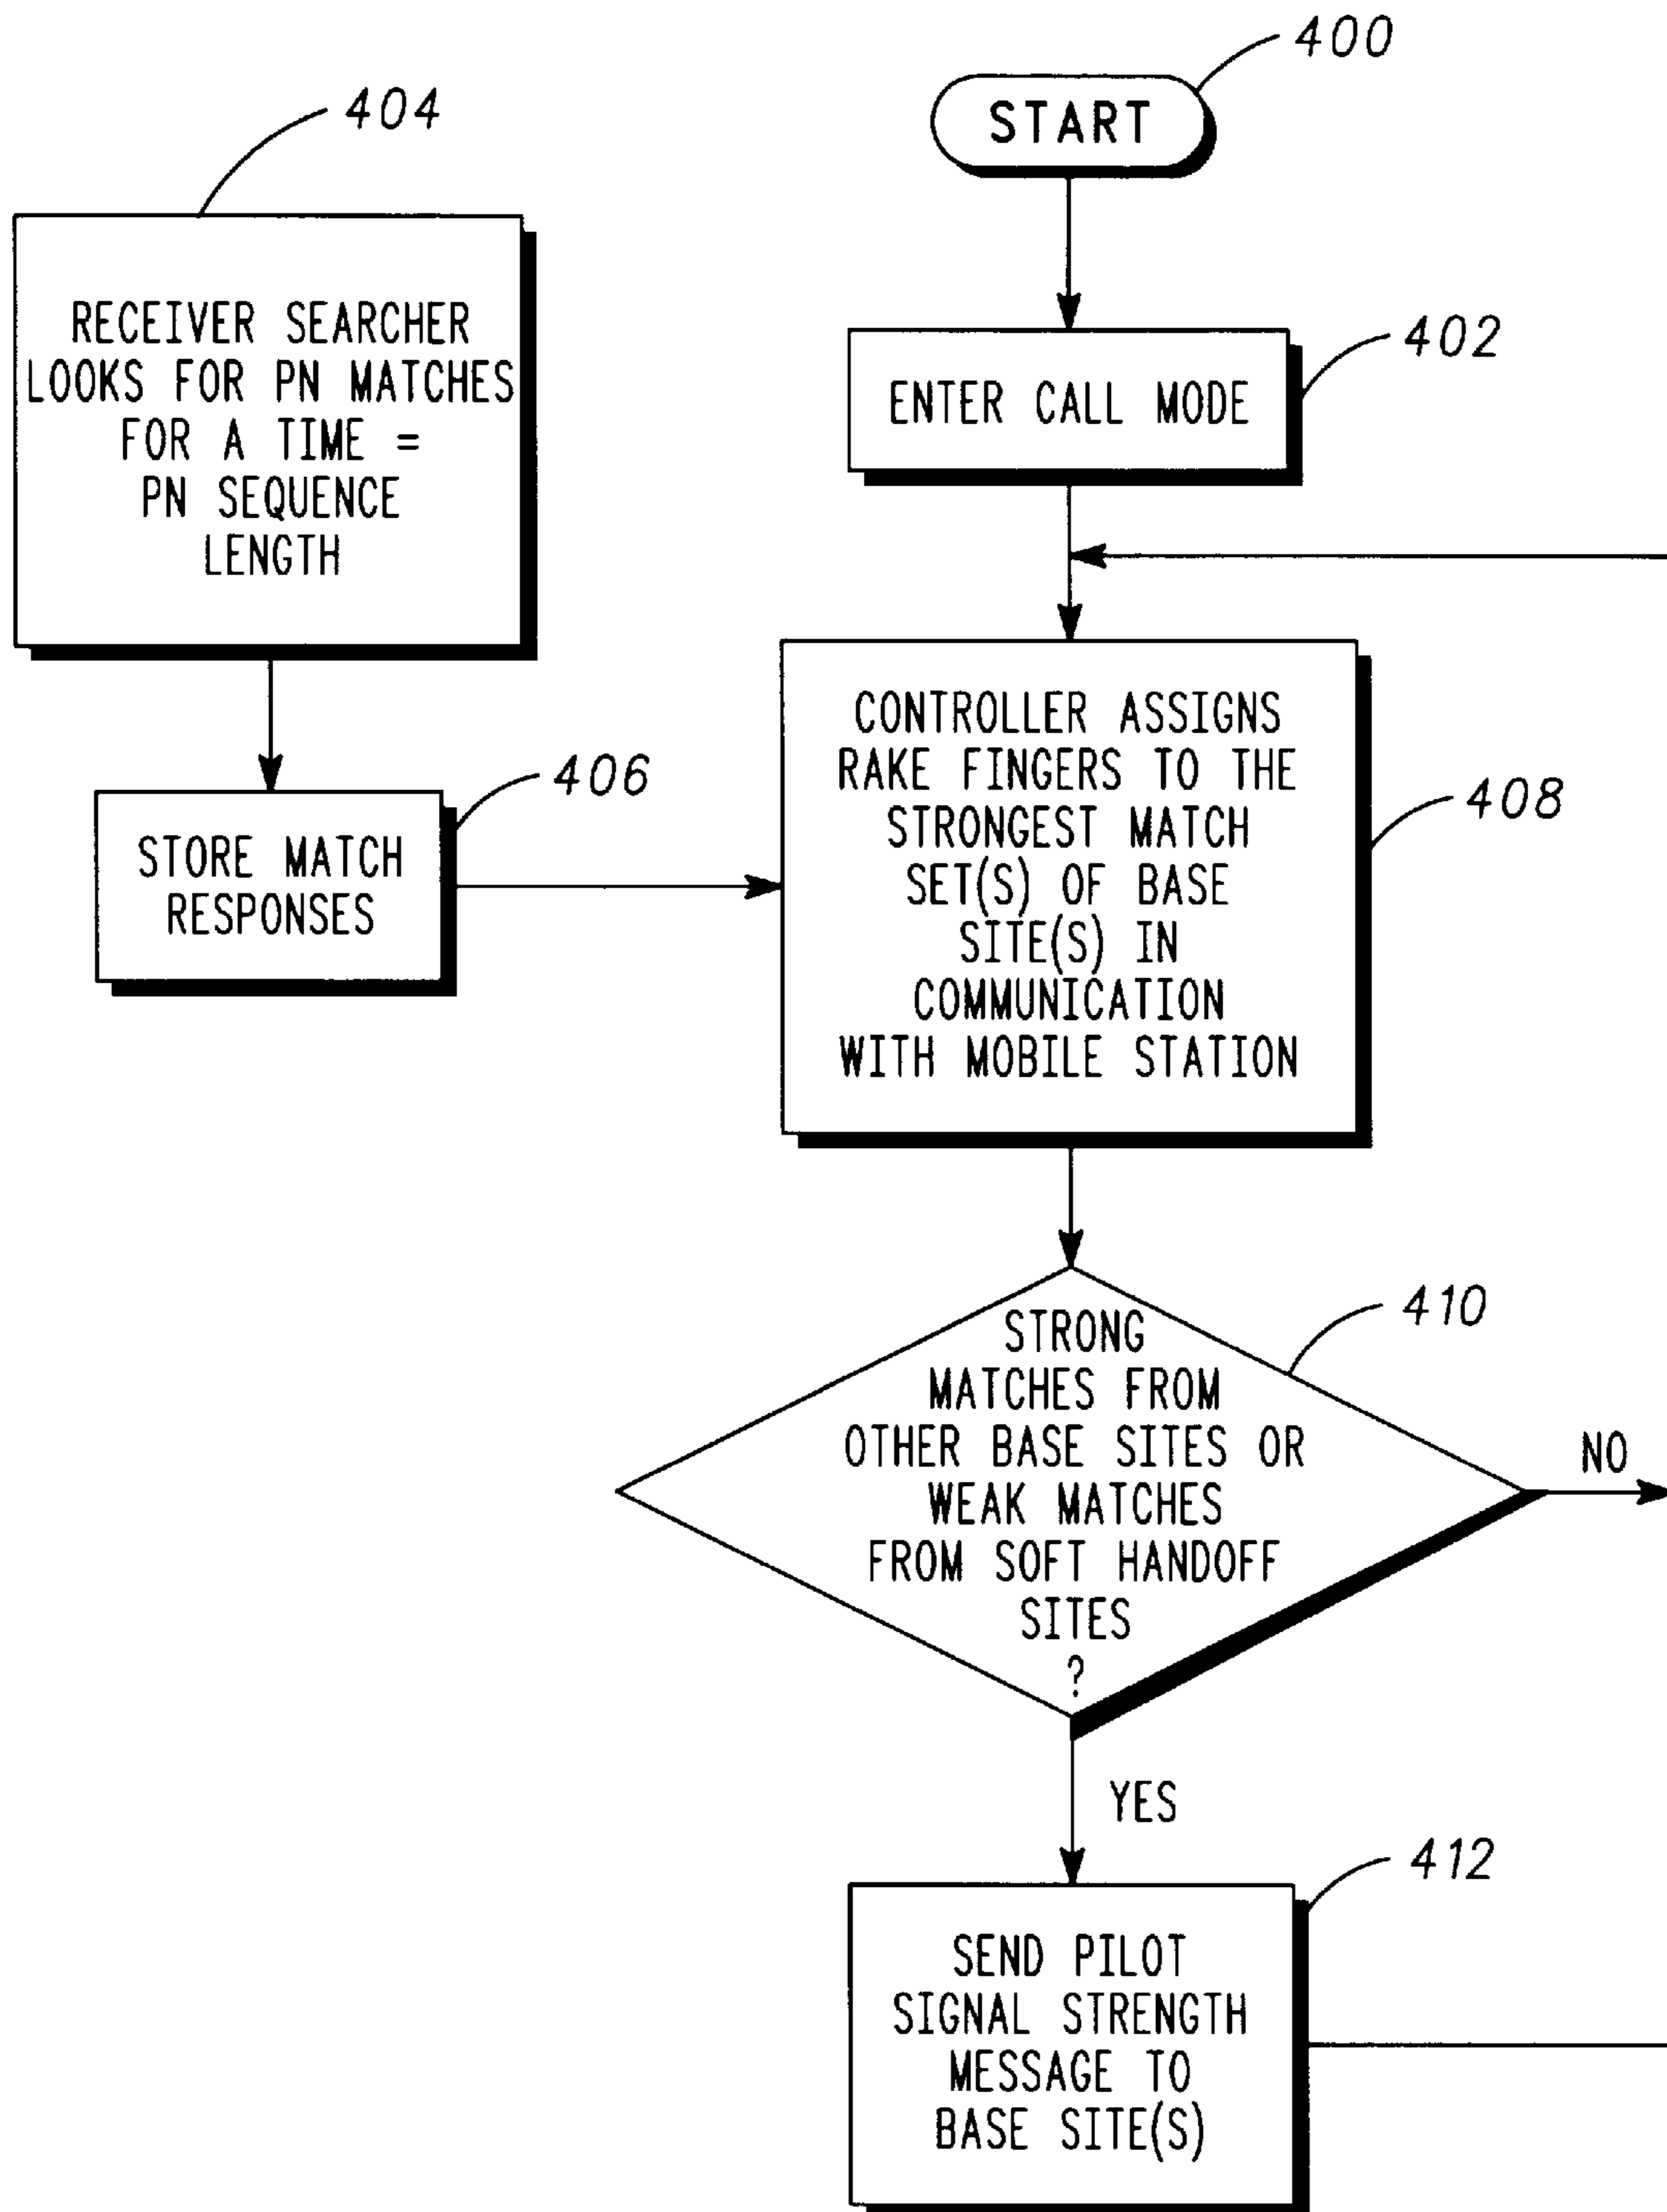 400
START
404
RECEIVER SEARCHER
LOOKS FOR PN MATCHES
FOR A TIME =
PN SEQUENCE
LENGTH
402
ENTER CALL MODE
406
STORE MATCH
RESPONSES
408
CONTROLLER ASSIGNS
RAKE FINGERS TO THE
STRONGEST MATCH
SET(S) OF BASE
SITE(S) IN
COMMUNICATION
WITH MOBILE STATION
410
STRONG
MATCHES FROM
OTHER BASE SITES OR
WEAK MATCHES
FROM SOFT HANDOFF
SITES
?
NO
YES
412
SEND PILOT
SIGNAL STRENGTH
MESSAGE TO
BASE SITE(S)